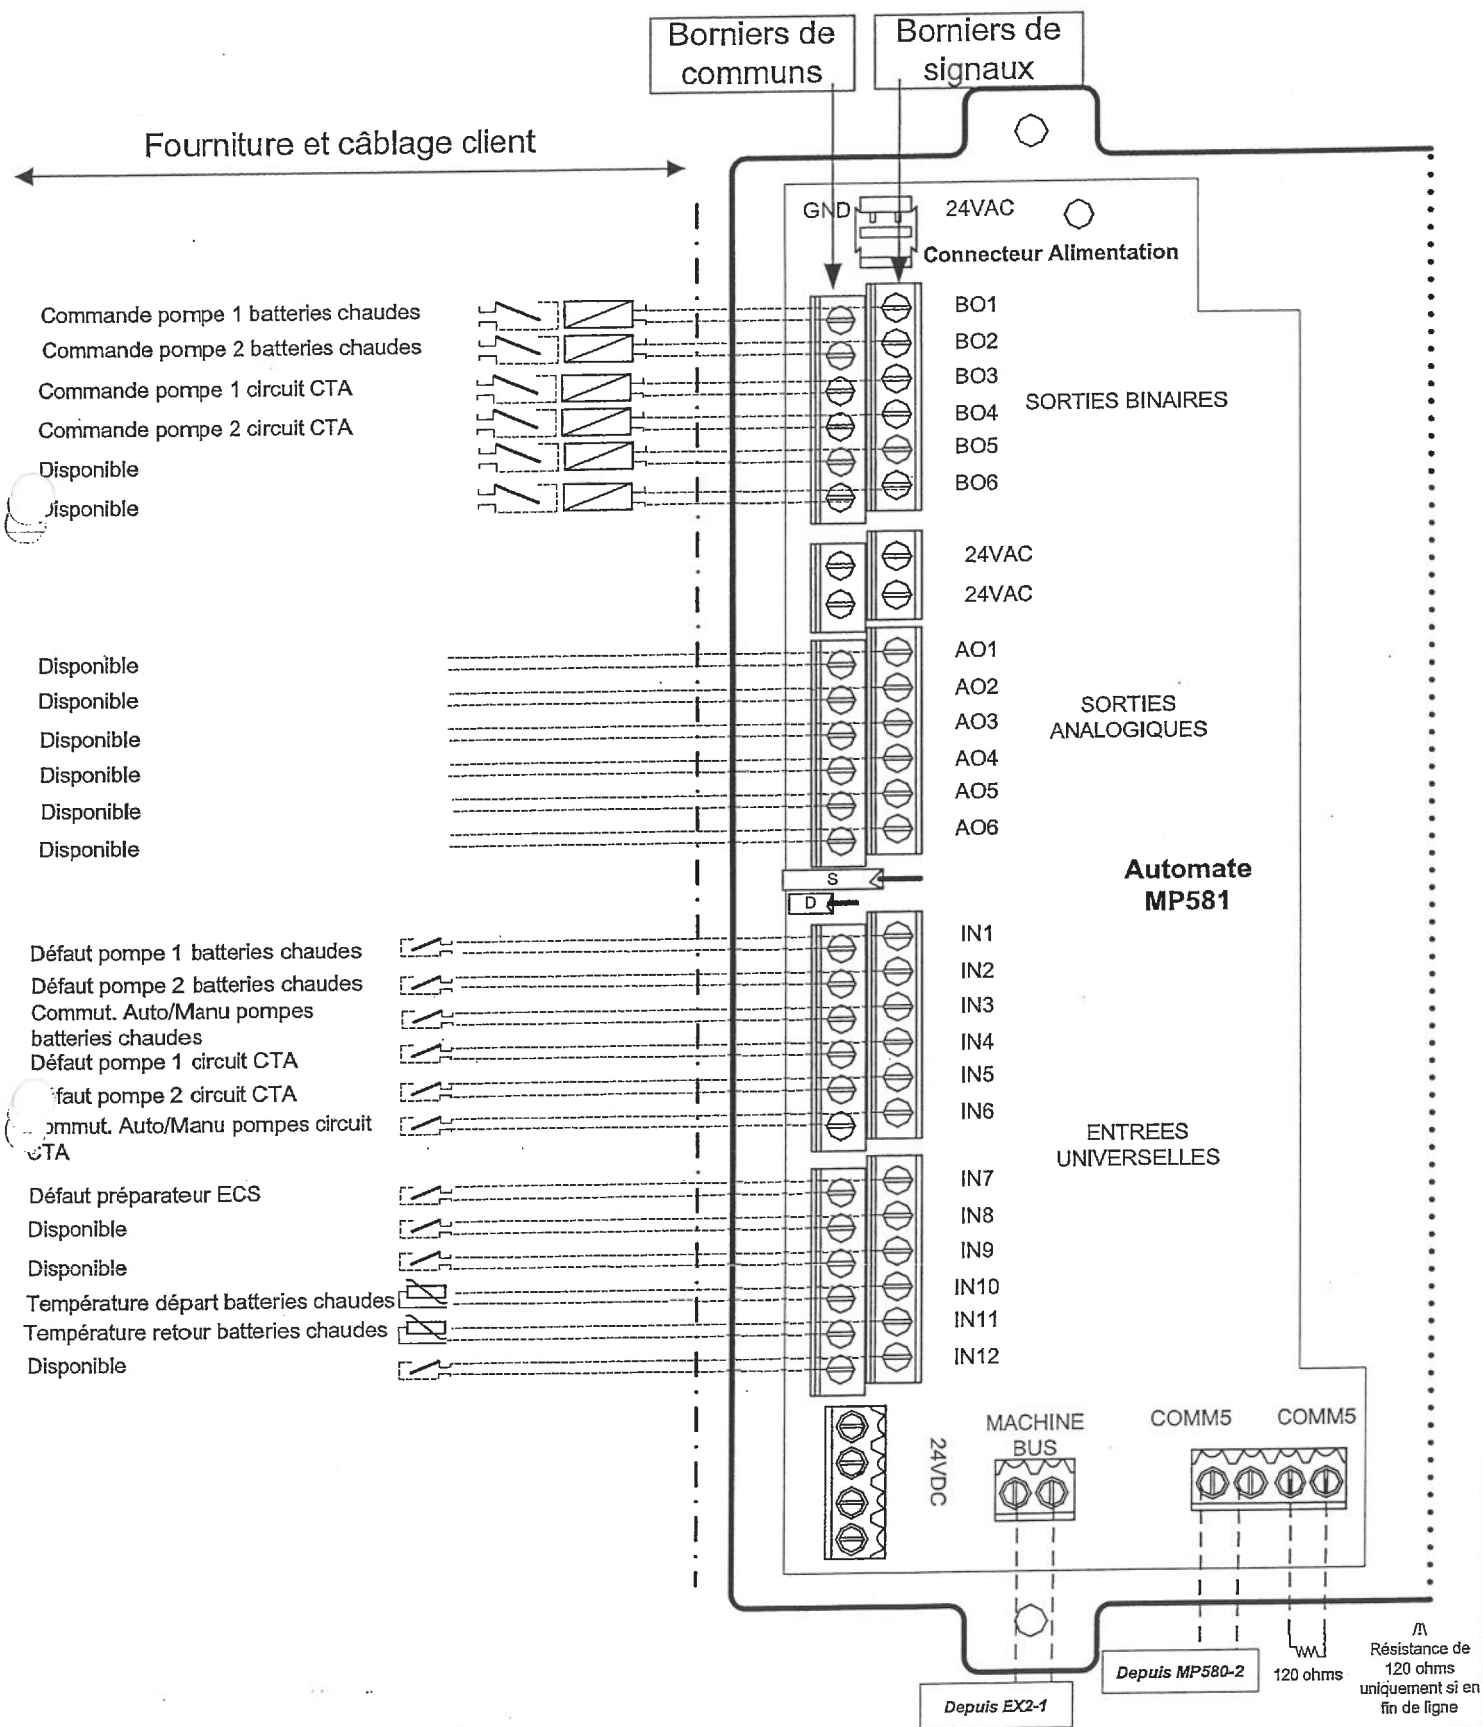 Borniers de
communs
Borniers de
signaux
Fourniture et câblage client
GND
24VAC
Connecteur Alimentation
Commande pompe 1 batteries chaudes
BO1
Commande pompe 2 batteries chaudes
BO2
Commande pompe 1 circuit CTA
BO3
Commande pompe 2 circuit CTA
BO4
SORTIES BINAIRES
Disponible
BO5
Disponible
BO6
24VAC
24VAC
Disponible
AO1
Disponible
AO2
Disponible
AO3
Disponible
AO4
Disponible
AO5
Disponible
AO6
SORTIES
ANALOGIQUES
Automate
MP581
S
D
Défaut pompe 1 batteries chaudes
IN1
Défaut pompe 2 batteries chaudes
IN2
Commut. Auto/Manu pompes
batteries chaudes
IN3
Défaut pompe 1 circuit CTA
IN4
faut pompe 2 circuit CTA
IN5
ommut. Auto/Manu pompes circuit
CTA
IN6
ENTREES
UNIVERSELLES
Défaut préparateur ECS
IN7
Disponible
IN8
Disponible
IN9
Température départ batteries chaudes
IN10
Température retour batteries chaudes
IN11
Disponible
IN12
24VDC
MACHINE
BUS
COMM5
COMM5
Depuis EX2-1
Depuis MP580-2
120 ohms
/!\
Résistance de
120 ohms
uniquement si en
fin de ligne